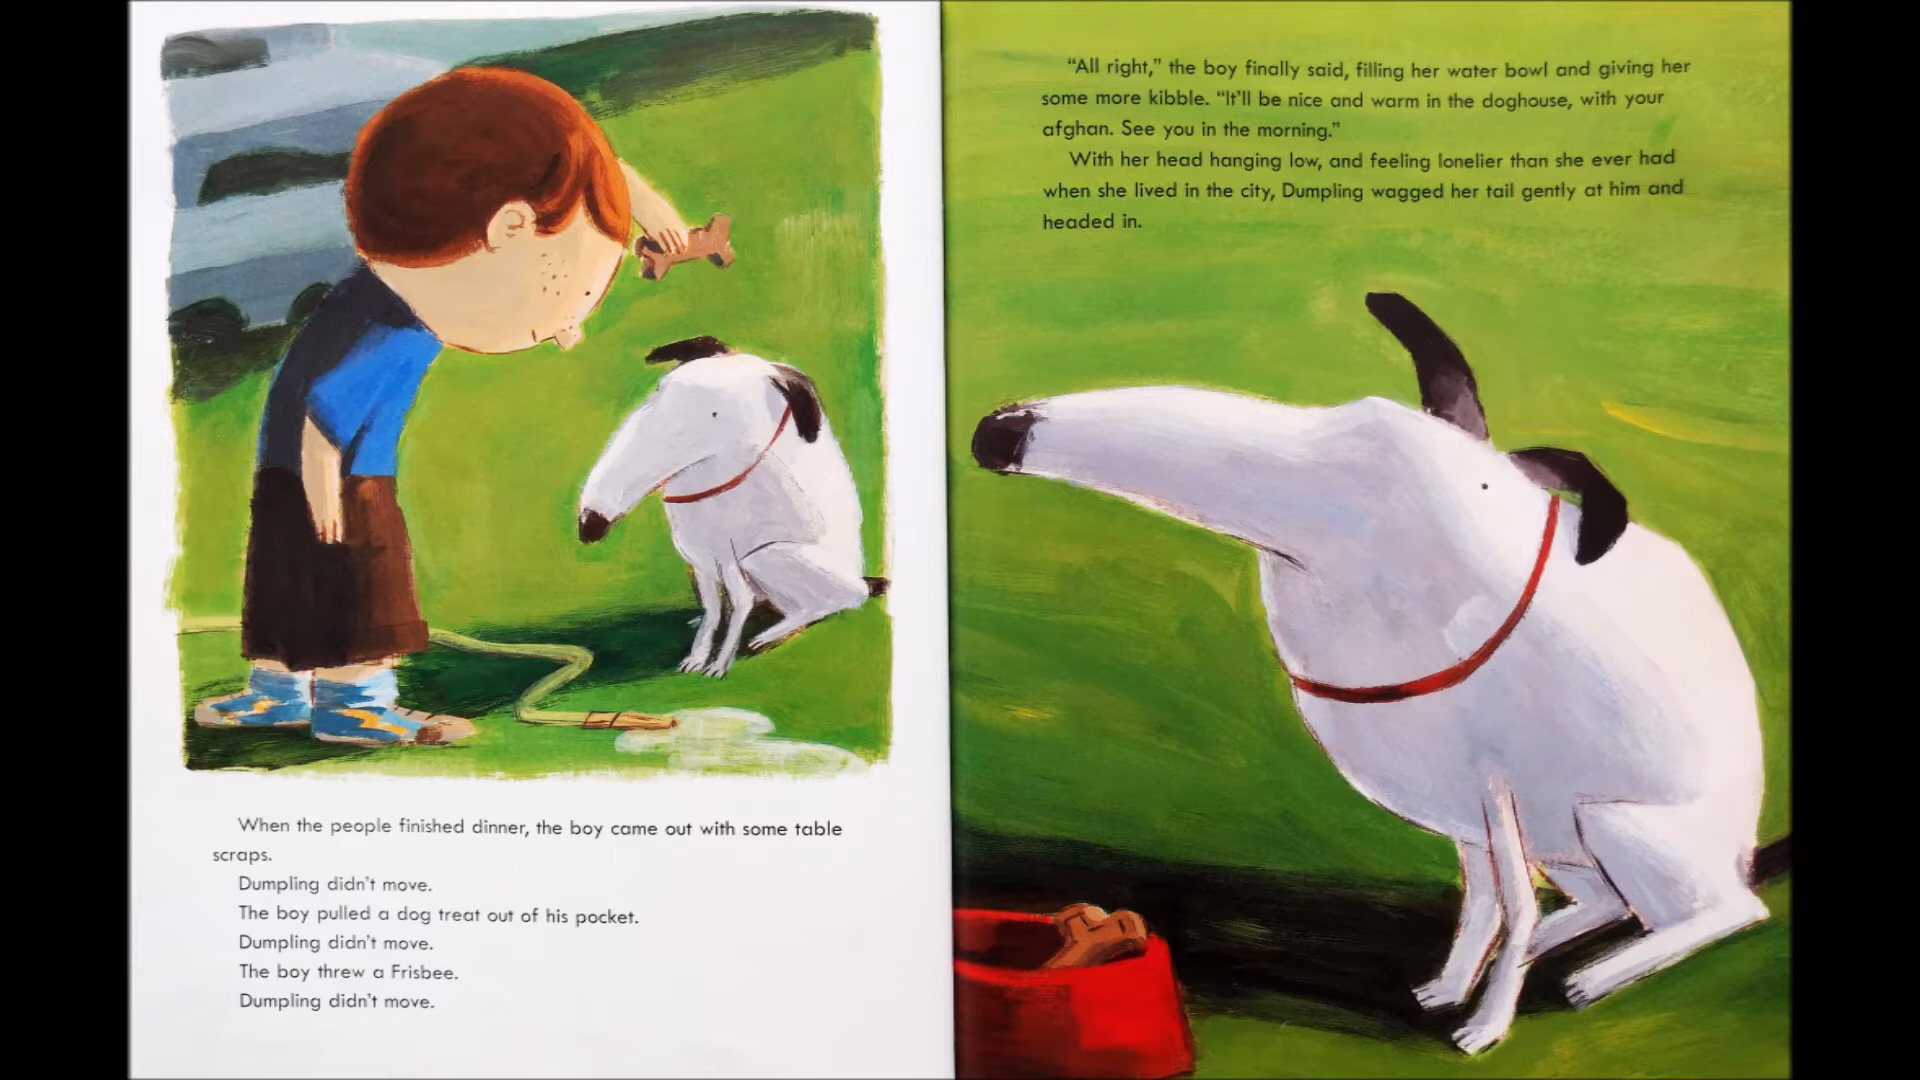 When the people finished dinner, the boy came out with some table
scraps.
Dumpling didn't move.
The boy pulled a dog treat out of his pocket.
Dumpling didn't move.
The boy threw a Frisbee.
Dumpling didn't move.
“All right,” the boy finally said, filling her water bowl and giving her
some more kibble. “It'll be nice and warm in the doghouse, with your
afghan. See you in the morning.”
With her head hanging low, and feeling lonelier than she ever had
when she lived in the city, Dumpling wagged her tail gently at him and
headed in.